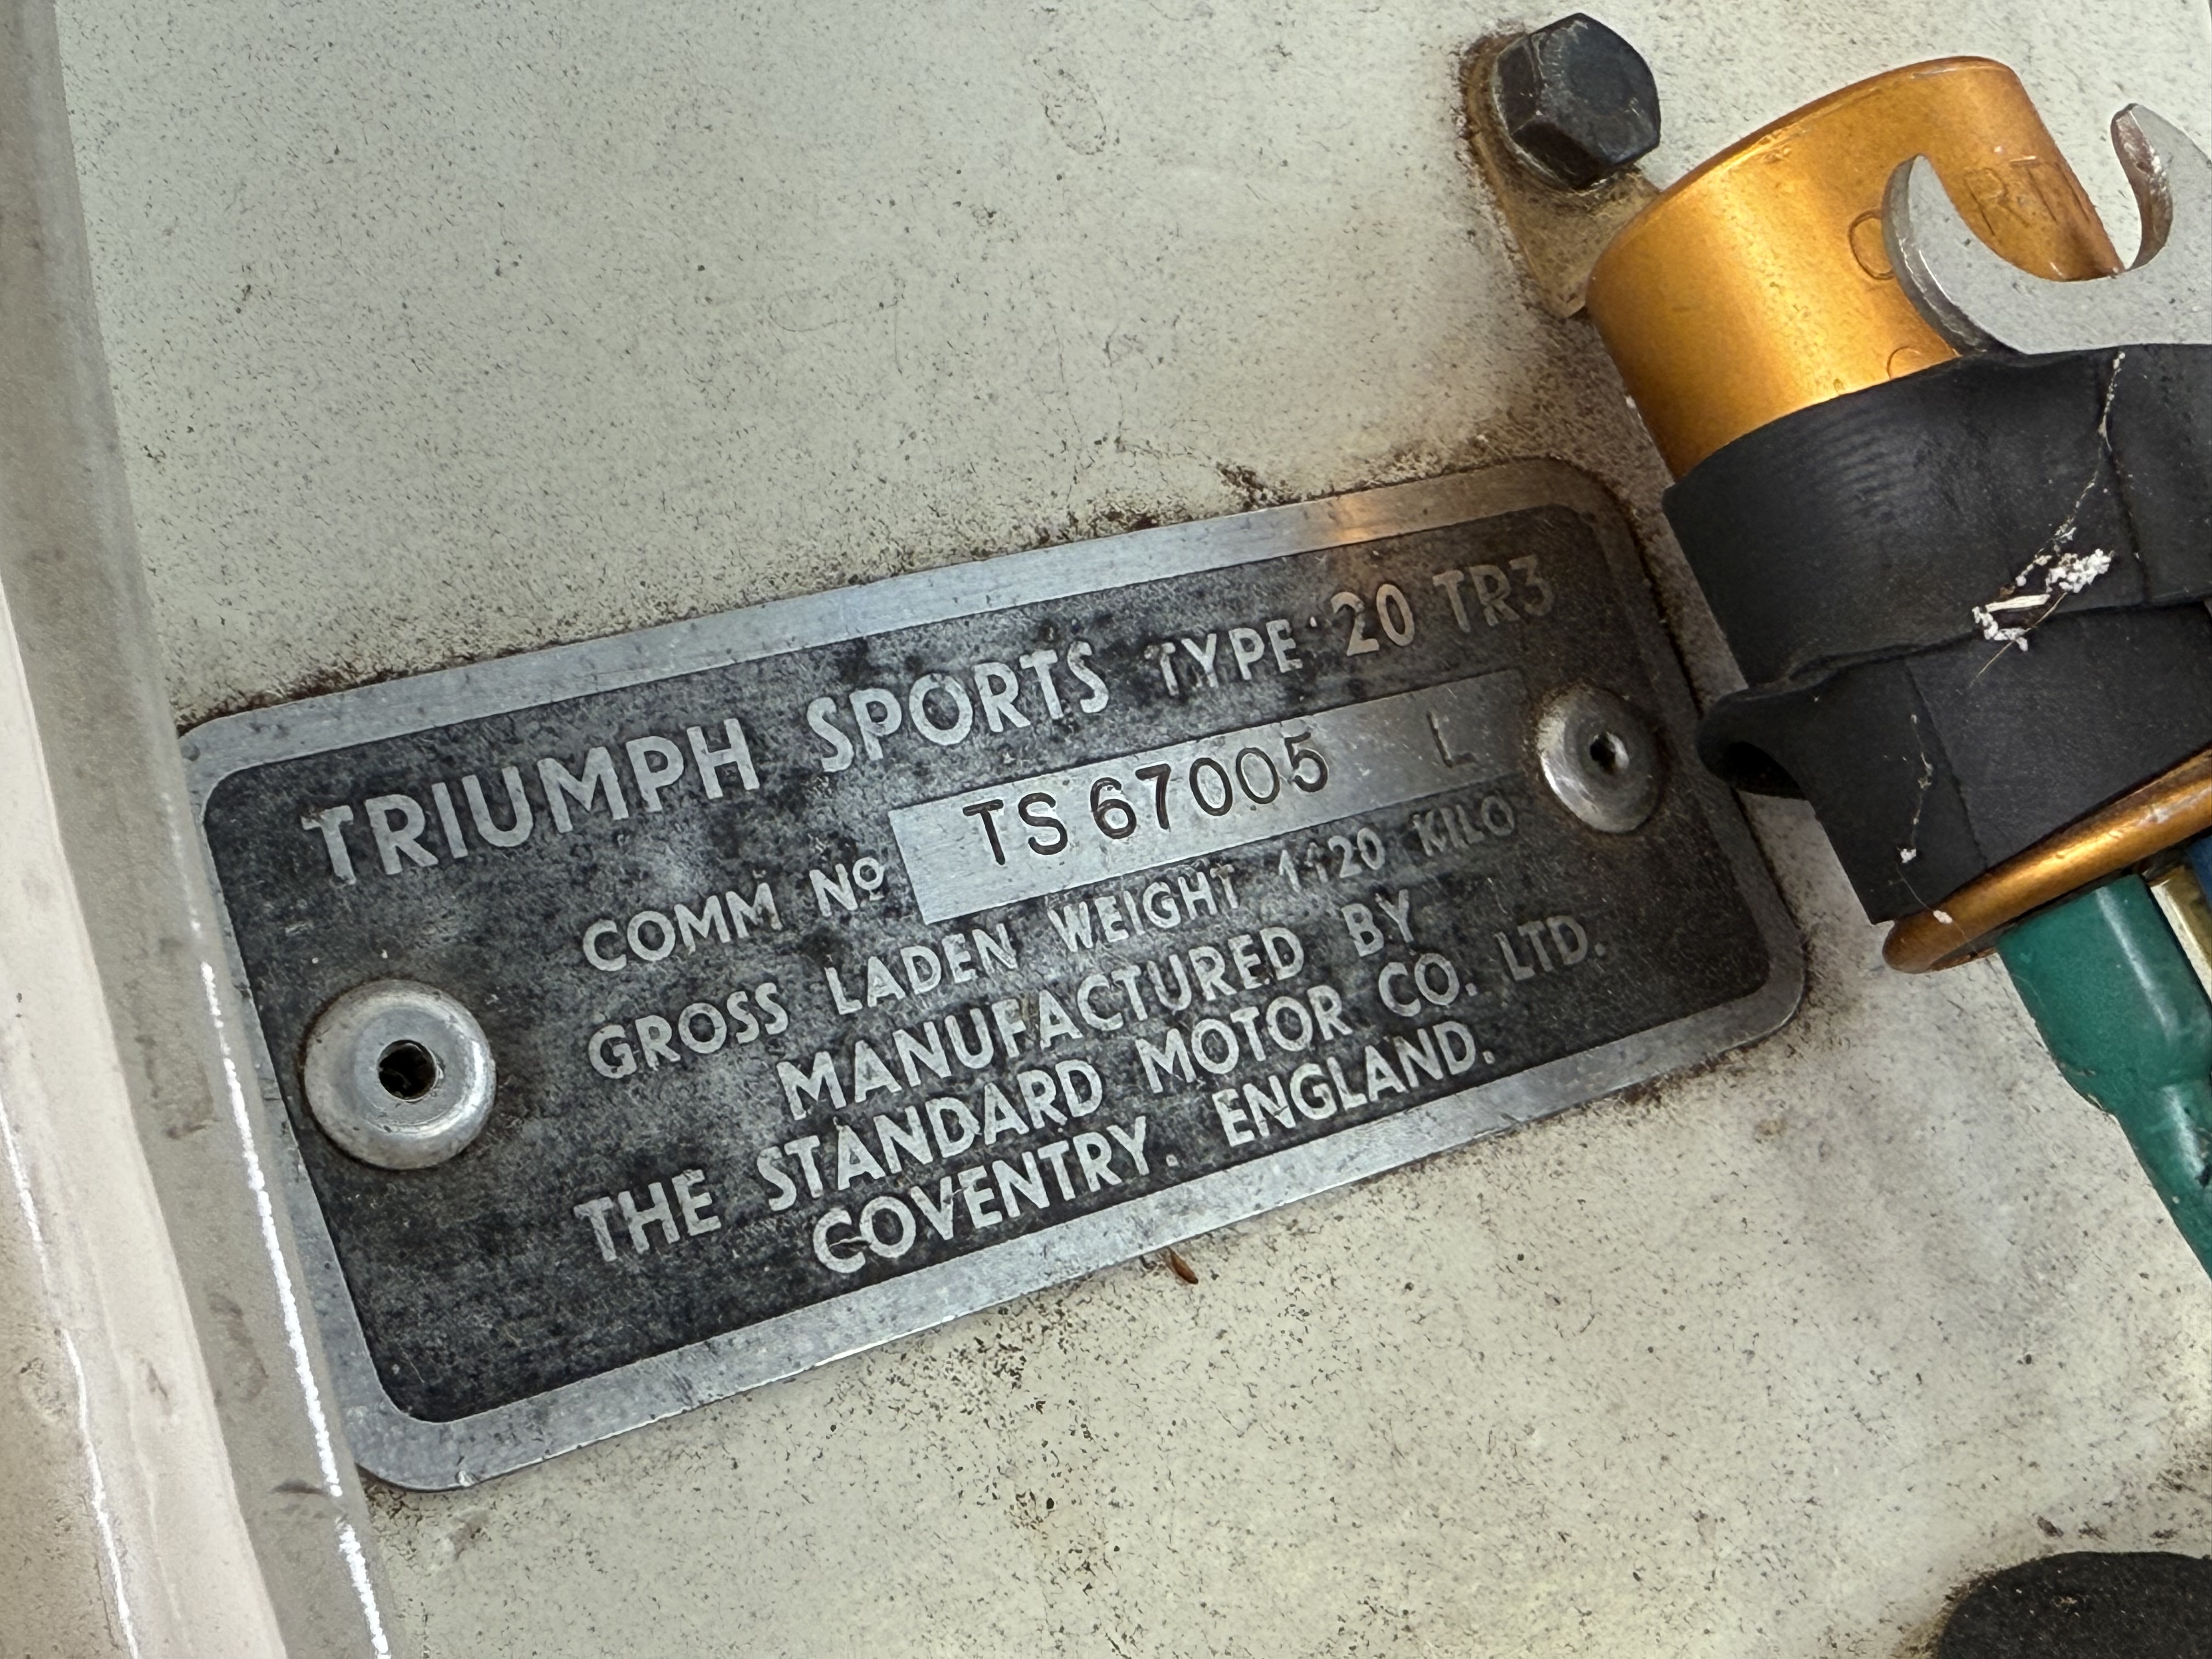 TRIUMPH SPORTS TYPE 20 TR3
COMM Nº TS 67005 L
GROSS LADEN WEIGHT 1120 KILO
MANUFACTURED BY
THE STANDARD MOTOR CO. LTD.
COVENTRY. ENGLAND.